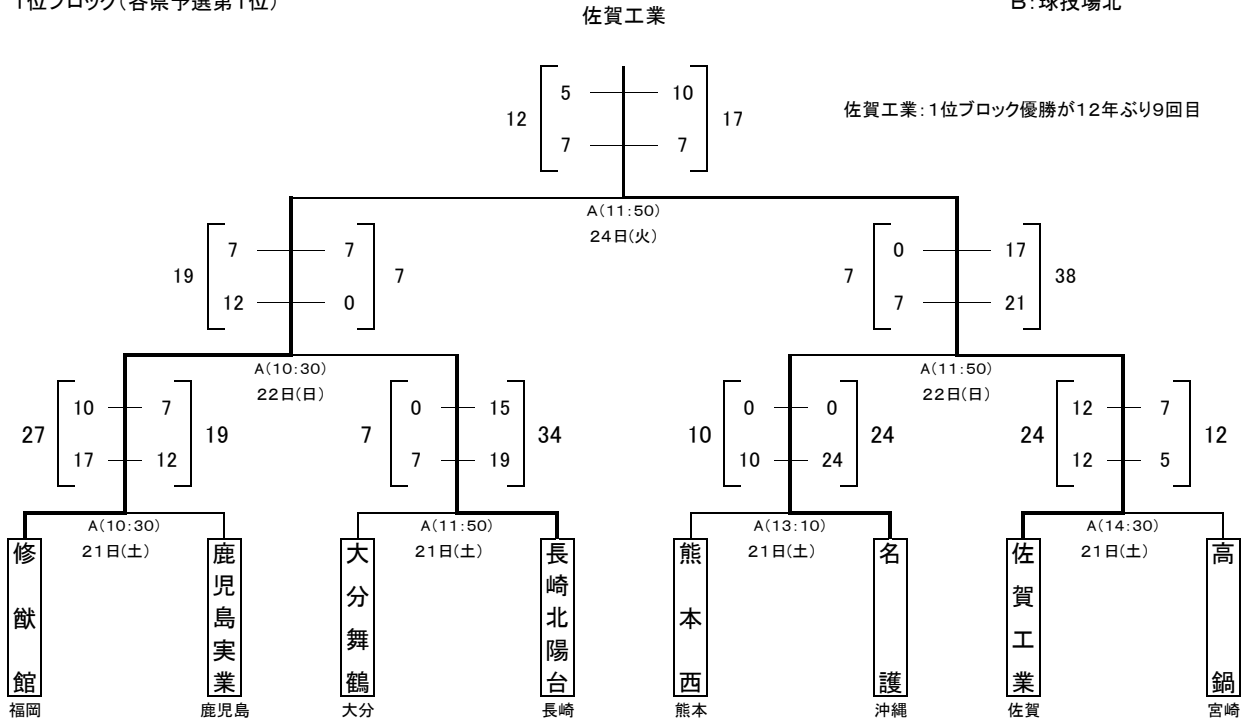 1位ブロック(各県予選第1位)
B:球技場北
佐賀工業
佐賀工業:1位ブロック優勝が12年ぶり9回目
12 5 10 17
7 7
A(11:50)
24日(火)
19 7 7 7
12 0
7 0 17 38
7 21
A(10:30)
22日(日)
A(11:50)
22日(日)
27 10 7 19
17 12
7 0 15 34
7 19
10 0 0 24
10 24
24 12 7 12
12 5
A(10:30)
21日(土)
A(11:50)
21日(土)
A(13:10)
21日(土)
A(14:30)
21日(土)
修猷館
鹿児島実業
大分舞鶴
長崎北陽台
熊本西
名護
佐賀工業
高鍋
福岡
鹿児島
大分
長崎
熊本
沖縄
佐賀
宮崎